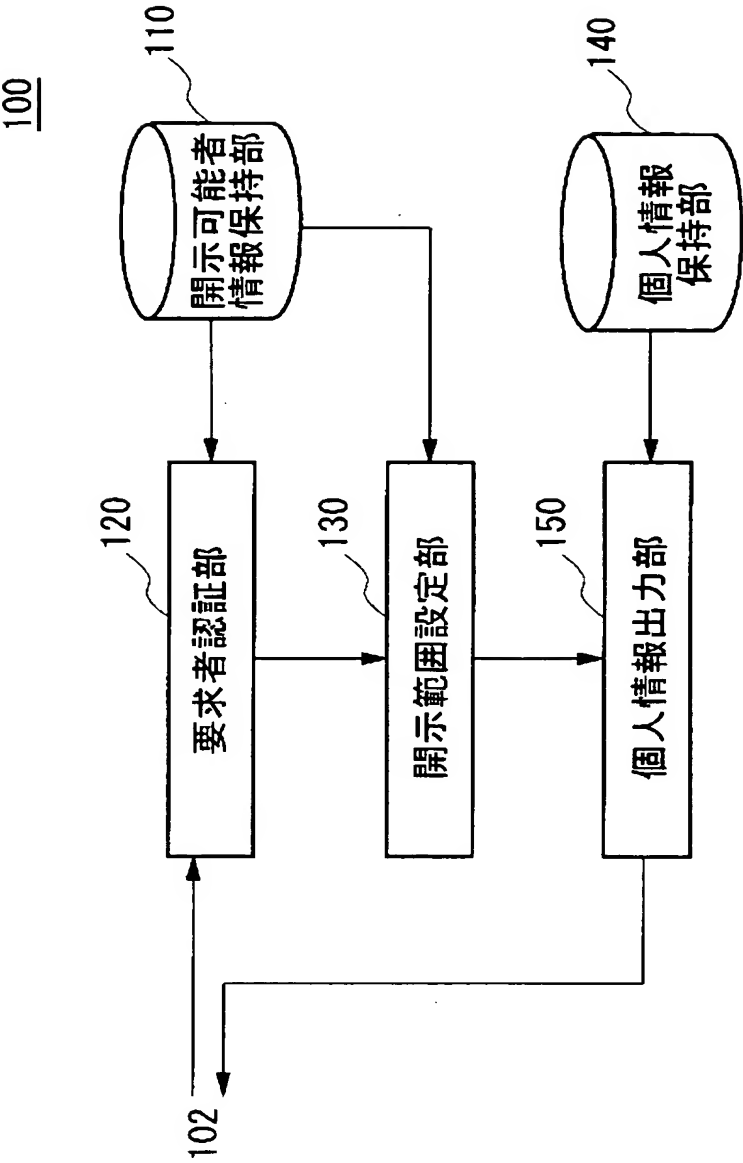 100
110
開示可能者
情報保持部
120
要求者認証部
130
開示範囲設定部
140
個人情報
保持部
150
個人情報出力部
102